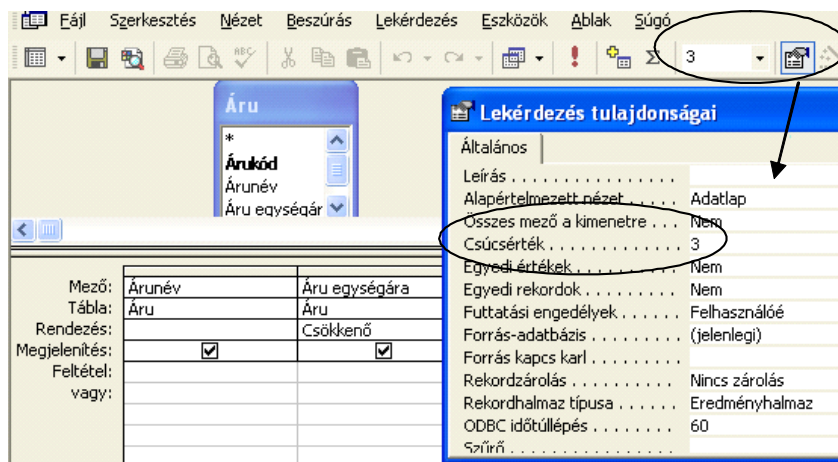 Fájl Szerkesztés Nézet Beszúrás Lekérdezés Eszközök Ablak Súgó
3
Áru
*
Árukód
Árunév
Áru egységár
Lekérdezés tulajdonságai
Általános
Leírás . . . . . . . . . . . . . . . .
Alapértelmezett nézet . . . . . Adatlap
Összes mező a kimenetre . . . Nem
Csúcsérték . . . . . . . . . . . . . 3
Egyedi értékek . . . . . . . . . . Nem
Egyedi rekordok . . . . . . . . . Nem
Futtatási engedélyek . . . . . . Felhasználóé
Forrás-adatbázis . . . . . . . . . (jelenlegi)
Forrás kapcs karl . . . . . . . . .
Rekordzárolás . . . . . . . . . . . Nincs zárolás
Rekordhalmaz típusa . . . . . . Eredményhalmaz
ODBC időtúllépés . . . . . . . . 60
Szűrő . . . . . . . . . . . . . . . . .
Mező: Árunév Áru egységára
Tábla: Áru Áru
Rendezés: Csökkenő
Megjelenítés:
Feltétel:
vagy: